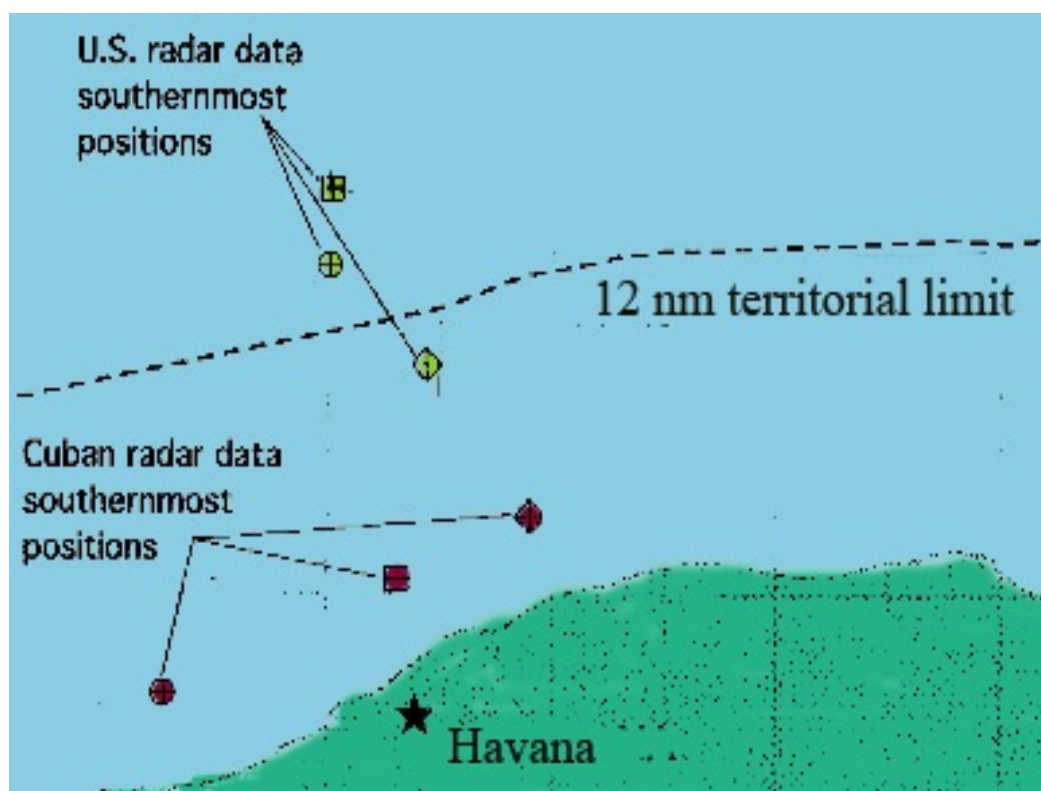 U.S. radar data
southernmost
positions
12 nm territorial limit
Cuban radar data
southernmost
positions
Havana